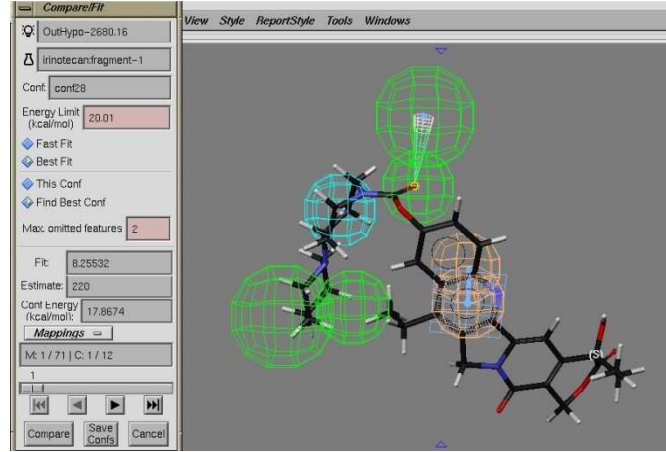 Compare/Fit
OutHypo-2680.16
irinotecan:fragment-1
Conf: conf28
Energy Limit
(kcal/mol) 20.01
Fast Fit
Best Fit
This Conf
Find Best Conf
Max. omitted features 2
Fit: 8.25532
Estimate: 220
Conf Energy
(kcal/mol): 17.8674
Mappings
M: 1 / 71 | C: 1 / 12
1
Compare
Save
Confs
Cancel
View Style ReportStyle Tools Windows
(S)